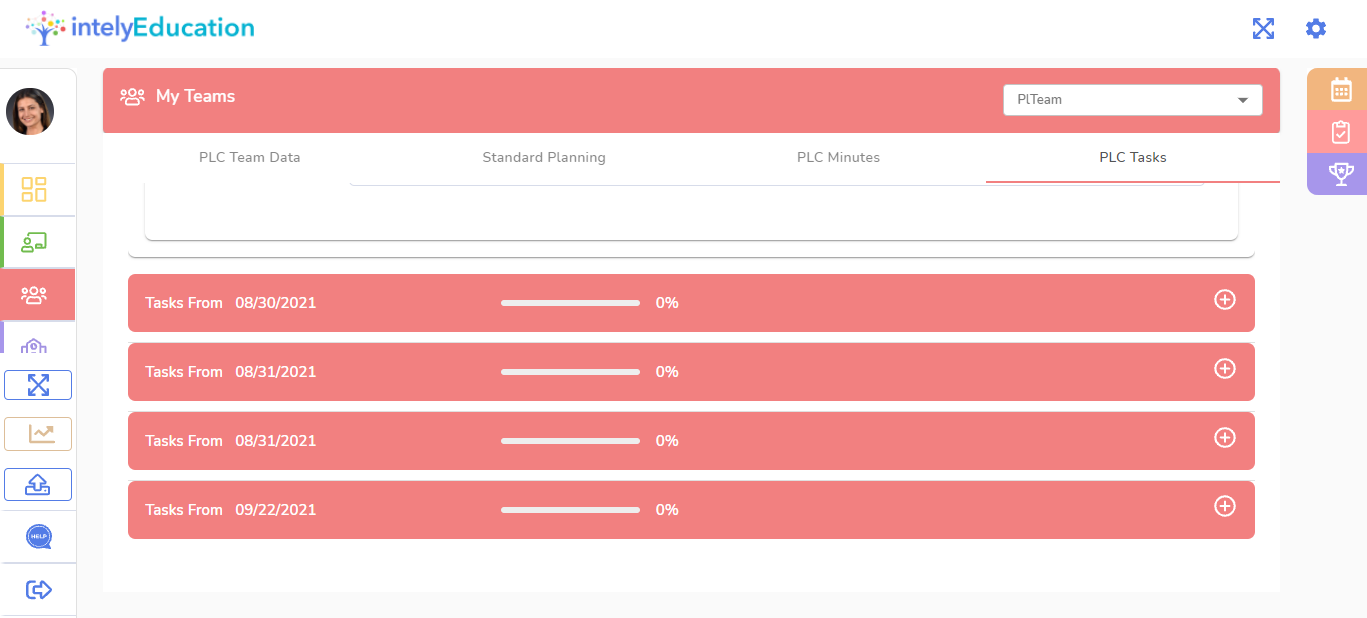 intelyEducation
My Teams
PlTeam
PLC Team Data
Standard Planning
PLC Minutes
PLC Tasks
Tasks From 08/30/2021 0%
Tasks From 08/31/2021 0%
Tasks From 08/31/2021 0%
Tasks From 09/22/2021 0%
HELP